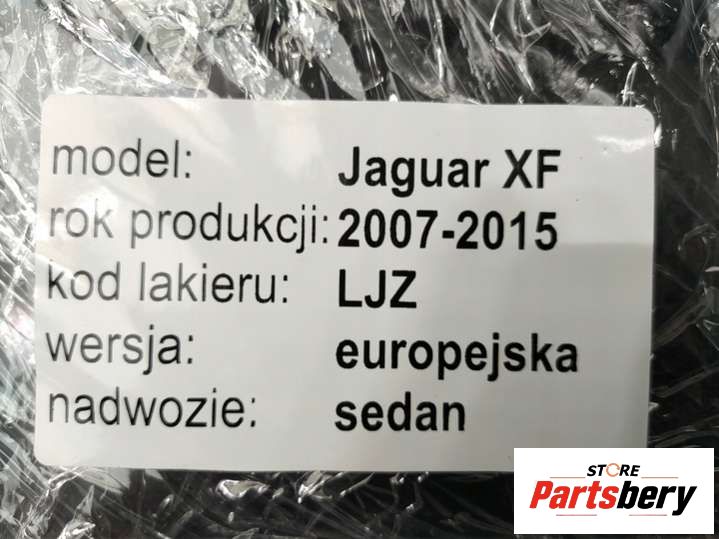 model: Jaguar XF
rok produkcji: 2007-2015
kod lakieru: LJZ
wersja: europejska
nadwozie: sedan
STORE
Partsbery